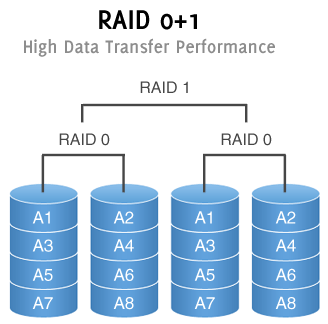 RAID 0+1
High Data Transfer Performance
RAID 1
RAID 0 RAID 0
A1 A2 A1 A2
A3 A4 A3 A4
A5 A6 A5 A6
A7 A8 A7 A8